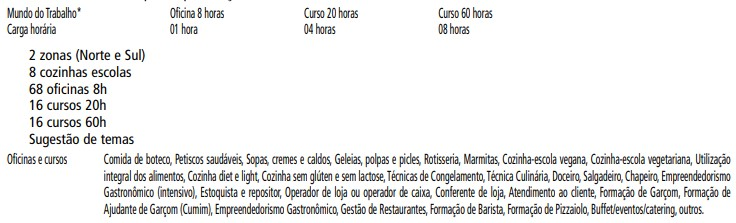 Mundo do Trabalho* Oficina 8 horas Curso 20 horas Curso 60 horas
Carga horária 01 hora 04 horas 08 horas
2 zonas (Norte e Sul)
8 cozinhas escolas
68 oficinas 8h
16 cursos 20h
16 cursos 60h
Sugestão de temas
Oficinas e cursos Comida de boteco, Petiscos saudáveis, Sopas, cremes e caldos, Geleias, polpas e picles, Rotisseria, Marmitas, Cozinha-escola vegana, Cozinha-escola vegetariana, Utilização
integral dos alimentos, Cozinha diet e light, Cozinha sem glúten e sem lactose, Técnicas de Congelamento, Técnica Culinária, Doceiro, Salgadeiro, Chapeiro, Empreendedorismo
Gastronômico (intensivo), Estoquista e repositor, Operador de loja ou operador de caixa, Conferente de loja, Atendimento ao cliente, Formação de Garçom, Formação de
Ajudante de Garçom (Cumim), Empreendedorismo Gastronômico, Gestão de Restaurantes, Formação de Barista, Formação de Pizzaiolo, Buffet/eventos/catering, outros.